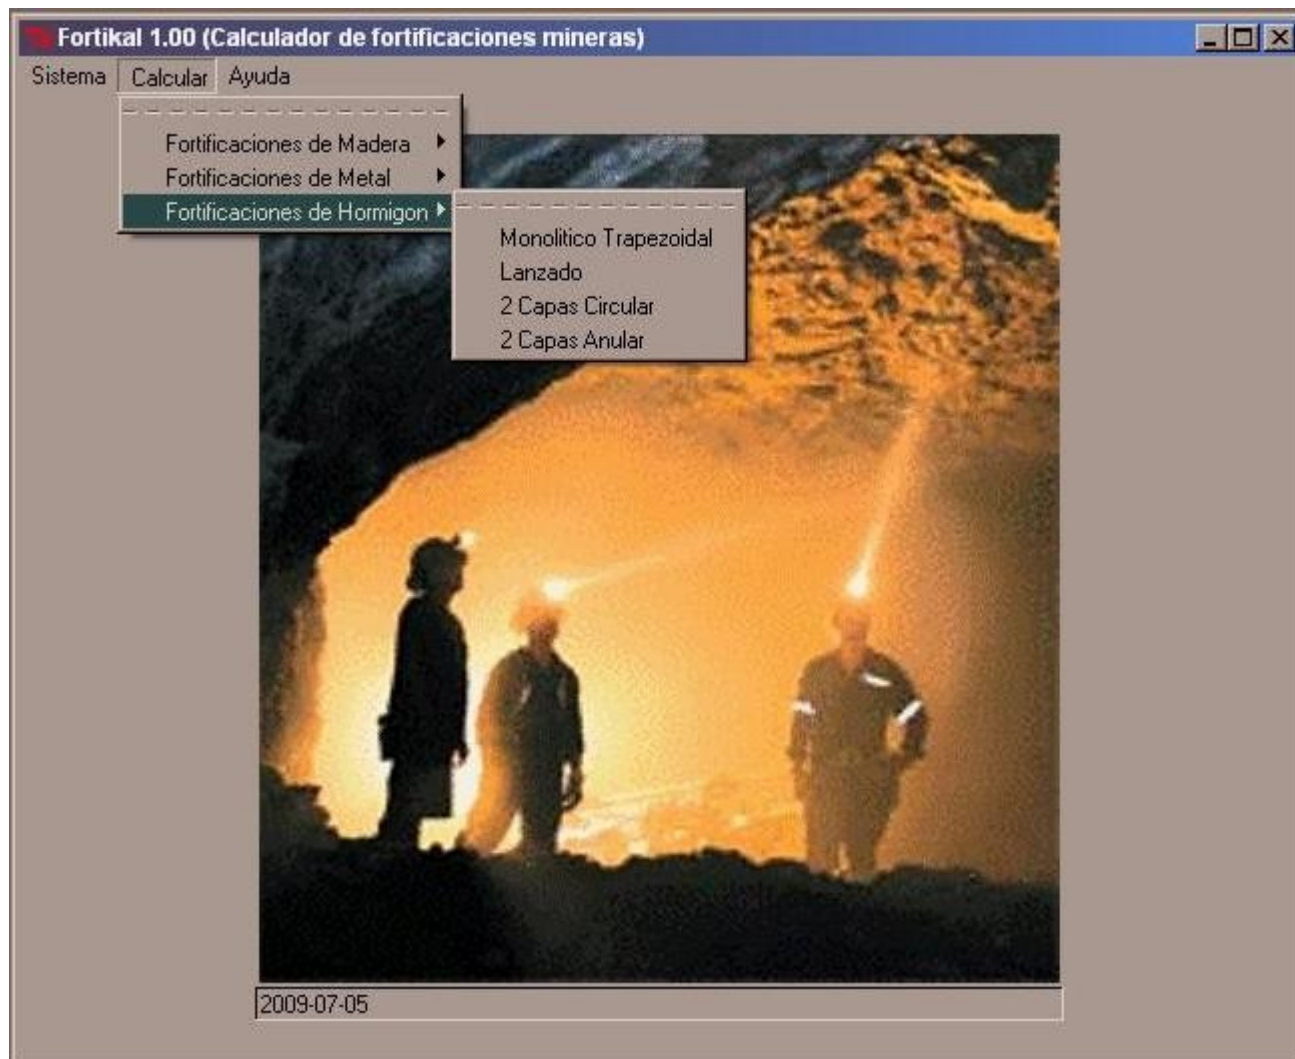 Fortikal 1.00 (Calculador de fortificaciones mineras)
Sistema Calcular Ayuda
Fortificaciones de Madera
Fortificaciones de Metal
Fortificaciones de Hormigon
Monolitico Trapezoidal
Lanzado
2 Capas Circular
2 Capas Anular
2009-07-05